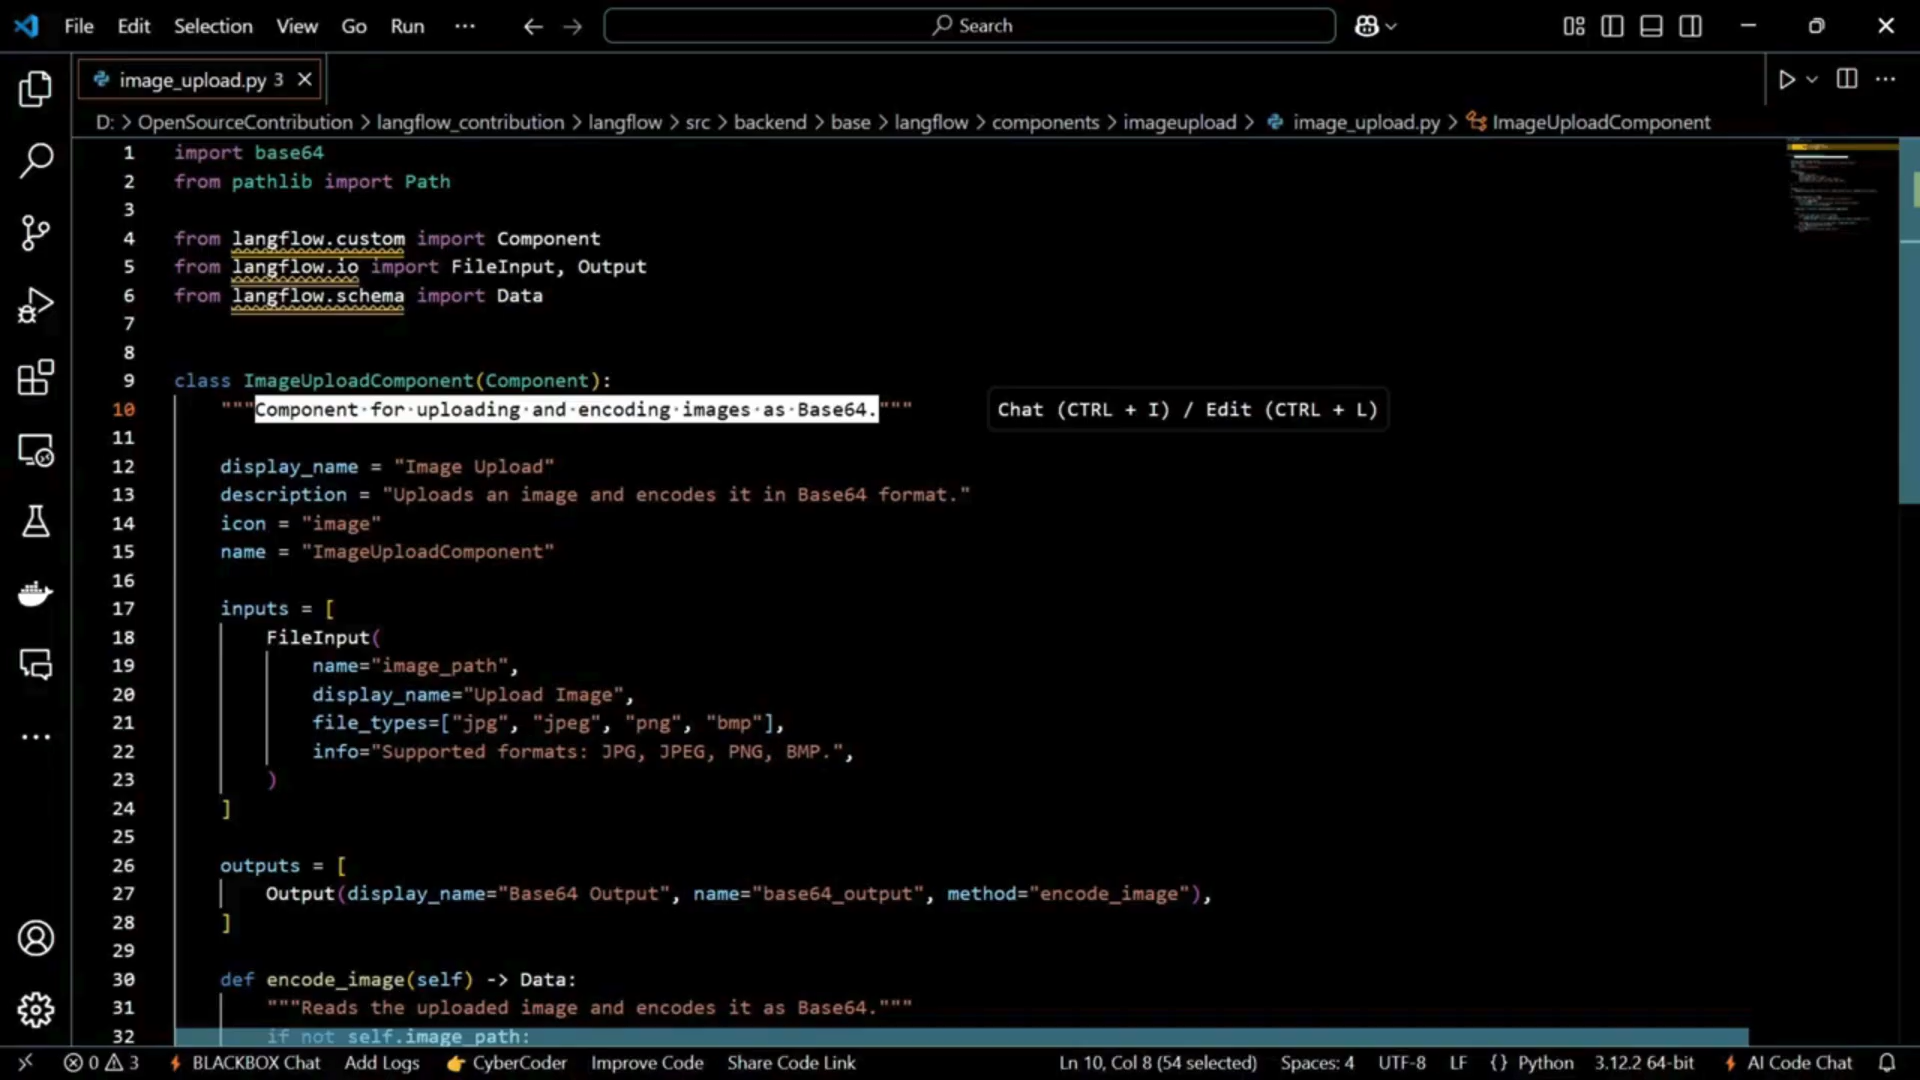 File Edit Selection View Go Run ··· Search
image_upload.py 3
D: > OpenSourceContribution > langflow_contribution > langflow > src > backend > base > langflow > components > imageupload > image_upload.py > ImageUploadComponent
1 import base64
2 from pathlib import Path
3
4 from langflow.custom import Component
5 from langflow.io import FileInput, Output
6 from langflow.schema import Data
7
8
9 class ImageUploadComponent(Component):
10 """Component·for·uploading·and·encoding·images·as·Base64.""" Chat (CTRL + I) / Edit (CTRL + L)
11
12 display_name = "Image Upload"
13 description = "Uploads an image and encodes it in Base64 format."
14 icon = "image"
15 name = "ImageUploadComponent"
16
17 inputs = [
18 FileInput(
19 name="image_path",
20 display_name="Upload Image",
21 file_types=["jpg", "jpeg", "png", "bmp"],
22 info="Supported formats: JPG, JPEG, PNG, BMP.",
23 )
24 ]
25
26 outputs = [
27 Output(display_name="Base64 Output", name="base64_output", method="encode_image"),
28 ]
29
30 def encode_image(self) -> Data:
31 """Reads the uploaded image and encodes it as Base64."""
32 if not self.image_path:
0 3 BLACKBOX Chat Add Logs CyberCoder Improve Code Share Code Link Ln 10, Col 8 (54 selected) Spaces: 4 UTF-8 LF {} Python 3.12.2 64-bit AI Code Chat